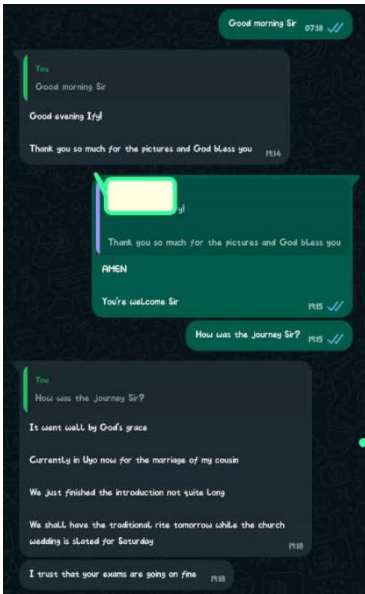 Good morning Sir 07:18
You
Good morning Sir
Good evening Ify!
Thank you so much for the pictures and God bless you 19:14
y!
Thank you so much for the pictures and God bless you
AMEN
You're welcome Sir
19:15
How was the journey Sir? 19:15
You
How was the journey Sir?
It went well by God's grace
Currently in Uyo now for the marriage of my cousin
We just finished the introduction not quite long
We shall have the traditional rite tomorrow while the church
wedding is slated for Saturday
19:18
I trust that your exams are going on fine 19:18